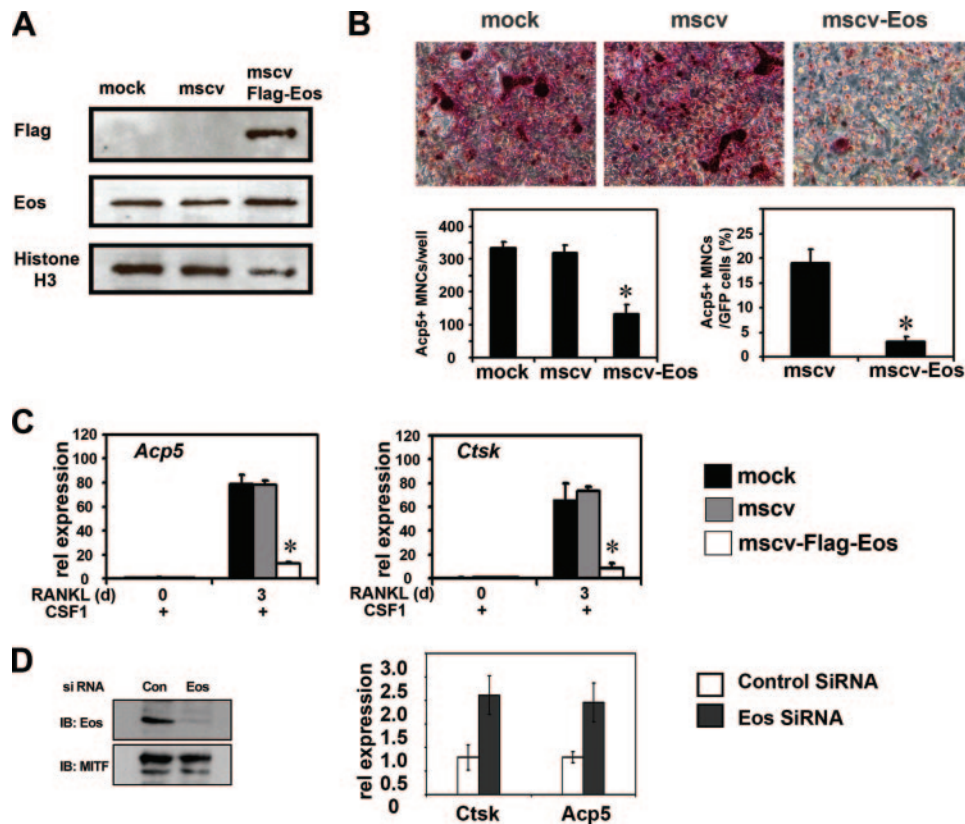 A
mock
mscv
mscv
Flag-Eos
Flag
Eos
Histone
H3
B
mock
mscv
mscv-Eos
Acp5+ MNCs/well
400
350
300
250
200
150
100
0
*
mock
mscv
mscv-Eos
Acp5+ MNCs
/GFP cells (%)
25
20
15
10
5
0
*
mscv
mscv-Eos
C
rel expression
120
100
80
60
40
20
0
Acp5
*
RANKL (d)
0
3
CSF1
+
+
rel expression
120
100
80
60
40
20
0
Ctsk
*
RANKL (d)
0
3
CSF1
+
+
mock
mscv
mscv-Flag-Eos
D
si RNA
Con
Eos
IB: Eos
IB: MITF
rel expression
3.0
2.5
2.0
1.0
1.0
0
Ctsk
Acp5
Control SiRNA
Eos SiRNA